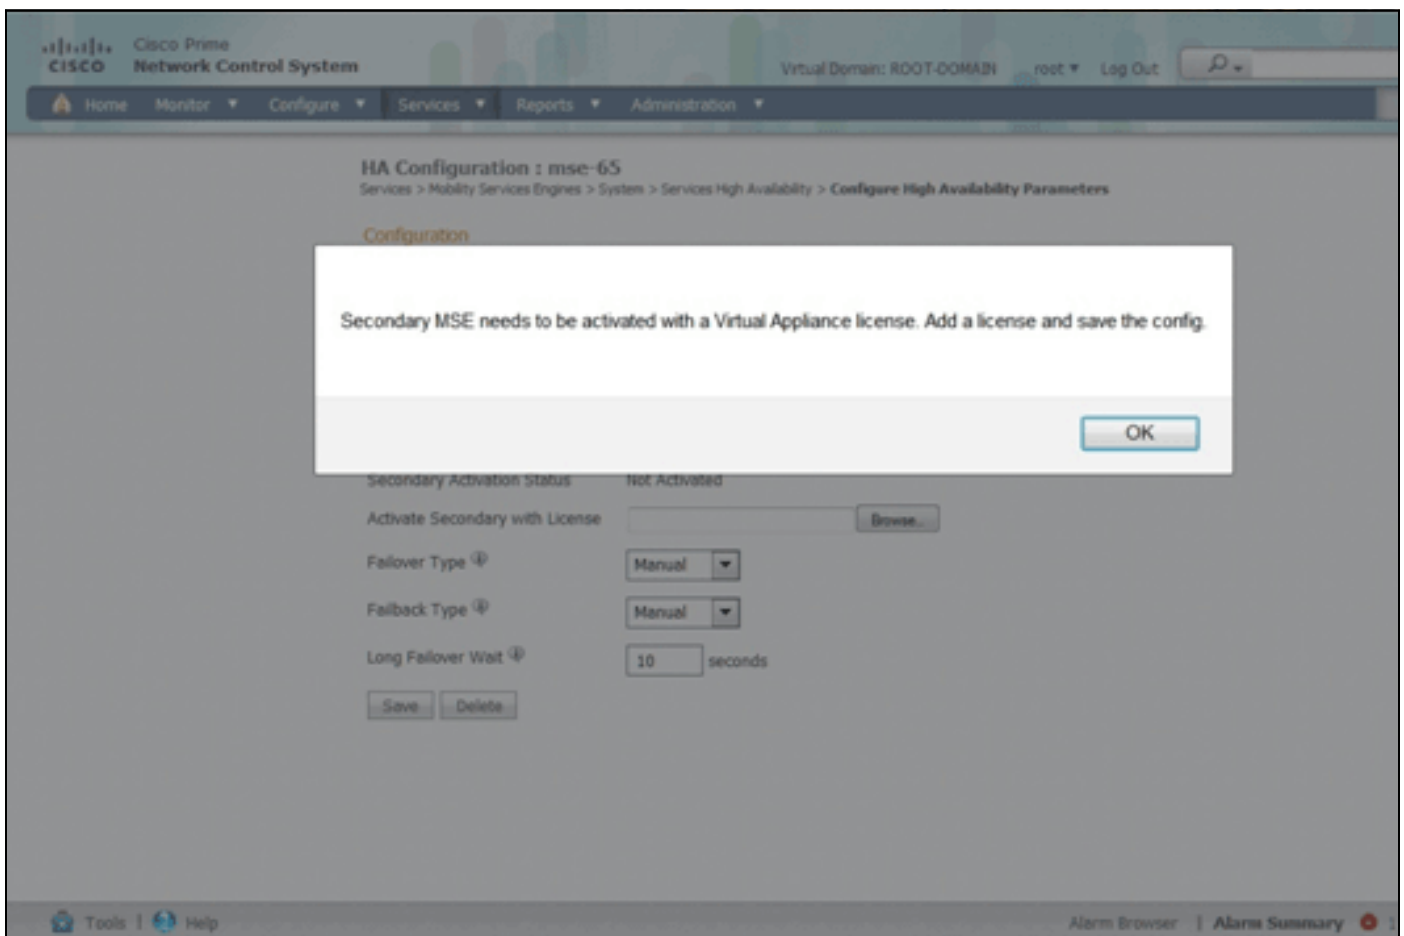 Cisco Prime
CISCO Network Control System
Virtual Domain: ROOT-DOMAIN root Log Out
Home Monitor Configure Services Reports Administration
HA Configuration : mse-65
Services > Mobility Services Engines > System > Services High Availability > Configure High Availability Parameters
Configuration
Secondary MSE needs to be activated with a Virtual Appliance license. Add a license and save the config.
OK
Secondary Activation Status Not Activated
Activate Secondary with License Browse..
Failover Type Manual
Failback Type Manual
Long Failover Wait 10 seconds
Save Delete
Tools | Help Alarm Browser | Alarm Summary